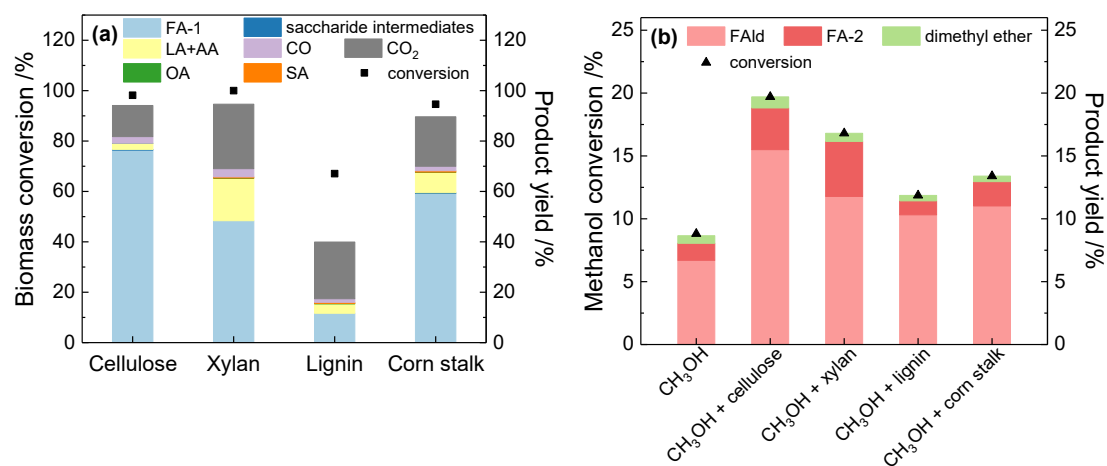 (a)
FA-1
saccharide intermediates
LA+AA
CO
CO₂
OA
SA
conversion
Biomass conversion /%
0
20
40
60
80
100
120
Product yield /%
0
20
40
60
80
100
120
Cellulose
Xylan
Lignin
Corn stalk
(b)
FAld
FA-2
dimethyl ether
conversion
Methanol conversion /%
0
5
10
15
20
25
Product yield /%
0
5
10
15
20
25
CH₃OH
CH₃OH + cellulose
CH₃OH + xylan
CH₃OH + lignin
CH₃OH + corn stalk